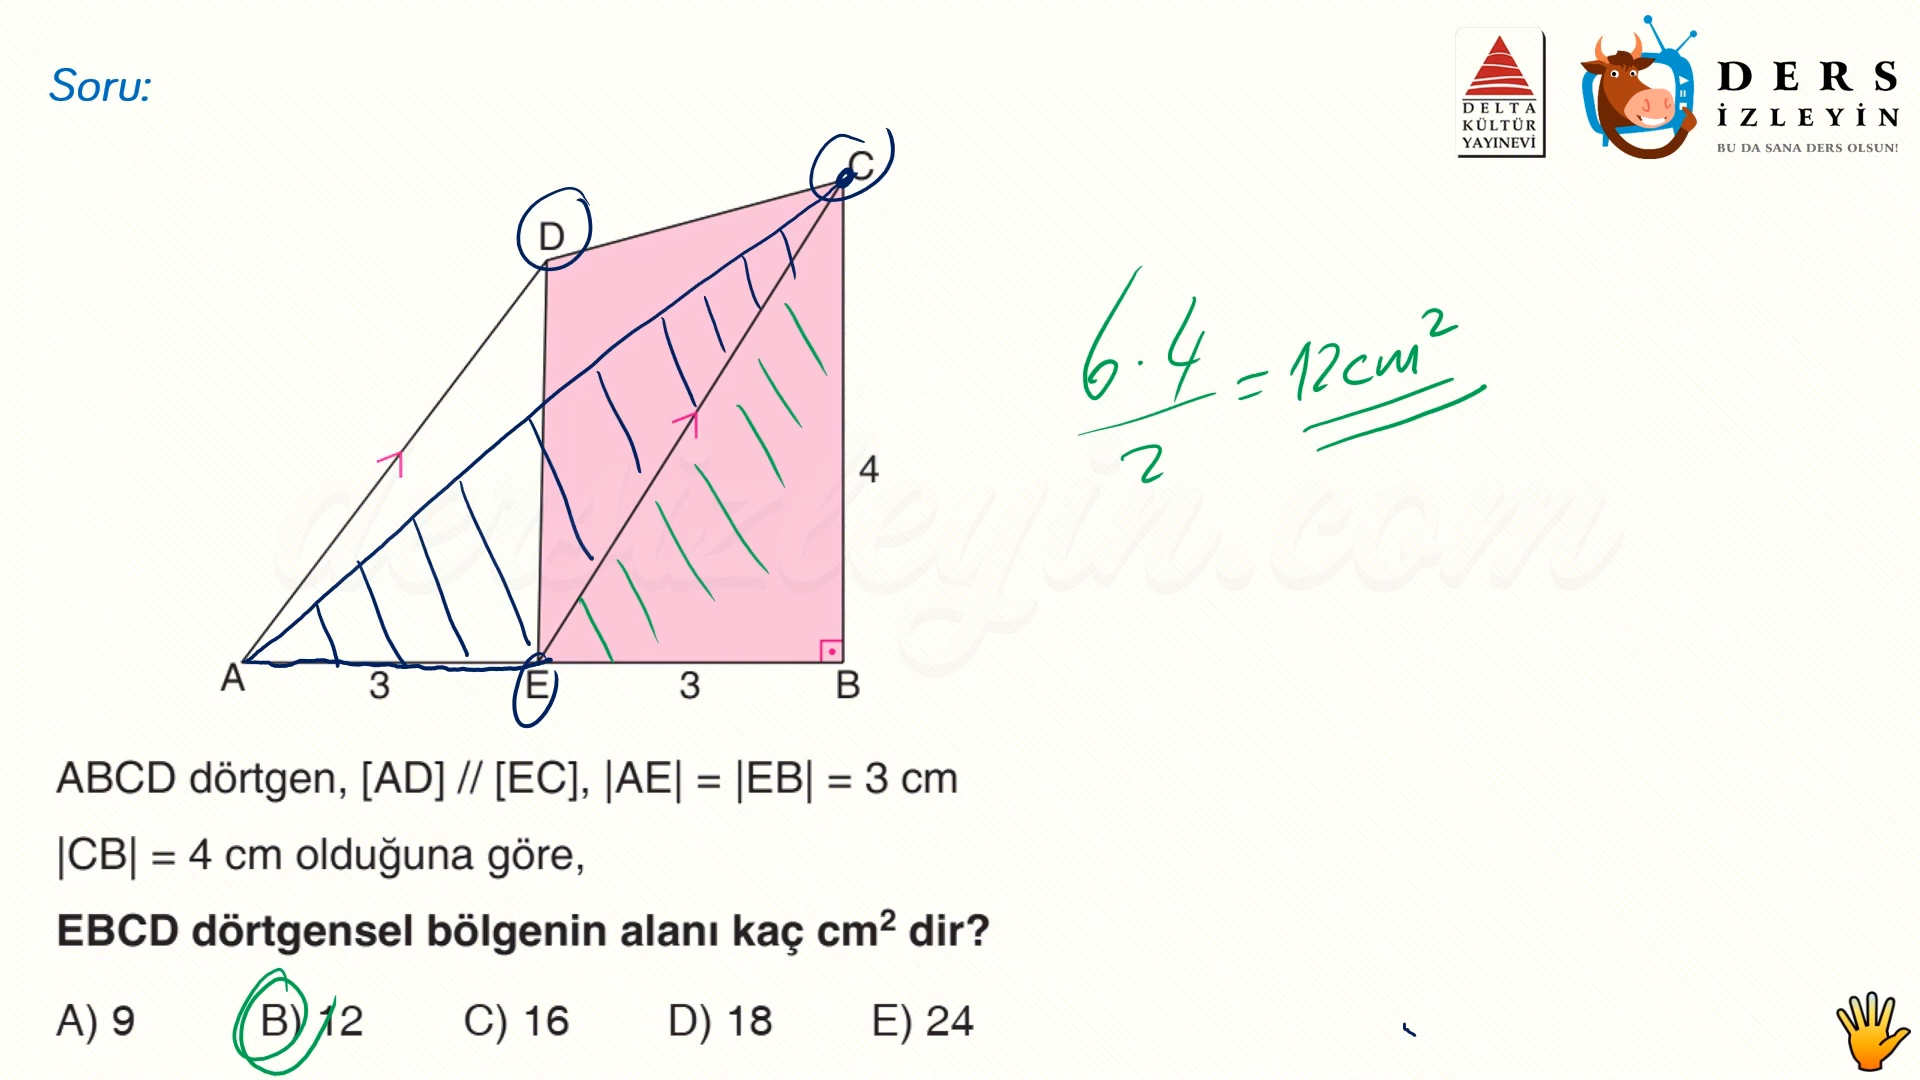 Soru:
DELTA
KÜLTÜR
YAYINEVİ
DERS
İZLEYİN
BU DA SANA DERS OLSUN!
C
D
6.4
= 12cm²
2
4
dersizleyin.com
A
3
E
3
B
ABCD dörtgen, [AD] // [EC], |AE| = |EB| = 3 cm
|CB| = 4 cm olduğuna göre,
EBCD dörtgensel bölgenin alanı kaç cm² dir?
A) 9 B) 12 C) 16 D) 18 E) 24